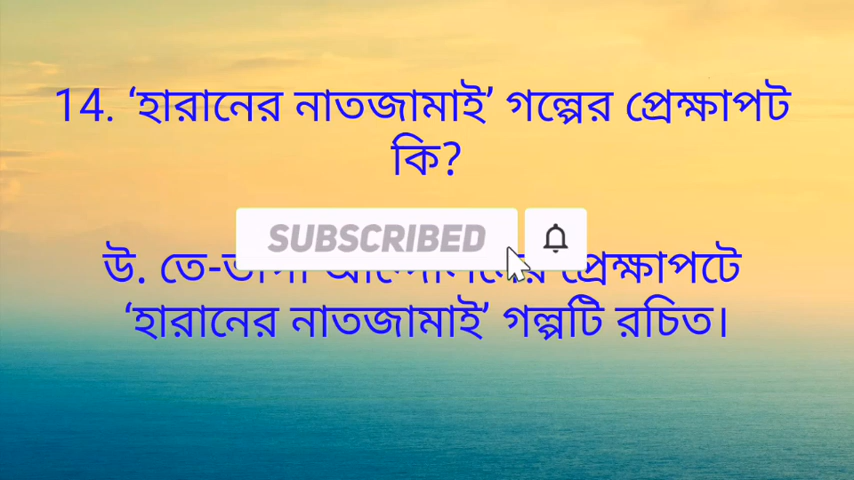 14. ‘হারানের নাতজামাই’ গল্পের প্রেক্ষাপট
কি?
SUBSCRIBED
উ. প্রেক্ষাপটে
‘হারানের নাতজামাই’ গল্পটি রচিত।